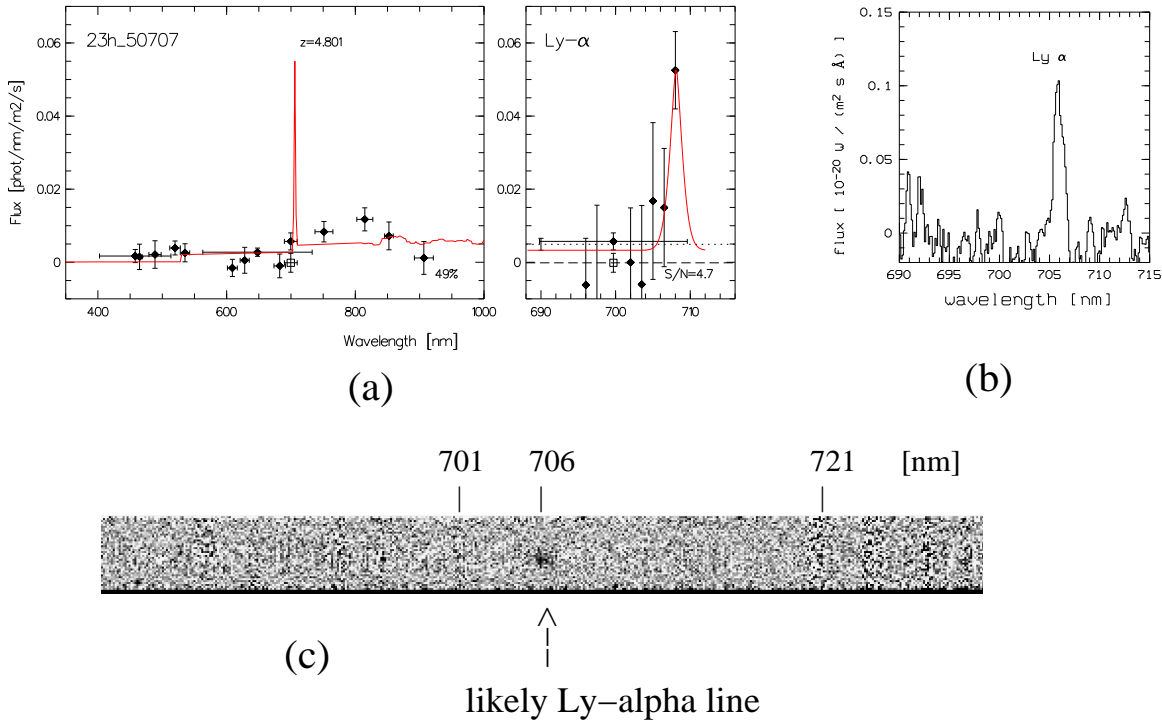 23h_50707
z=4.801
0.06
0.04
0.02
0
Flux [phot/nm/m2/s]
49%
400
600
800
1000
Wavelength [nm]
Ly-α
0.06
0.04
0.02
0
S/N=4.7
690
700
710
(a)
0.15
0.1
0.05
0
flux [ 10⁻²⁰ W / (m² s Å) ]
Ly α
690
695
700
705
710
715
wavelength [nm]
(b)
701
706
721
[nm]
(c)
likely Ly−alpha line